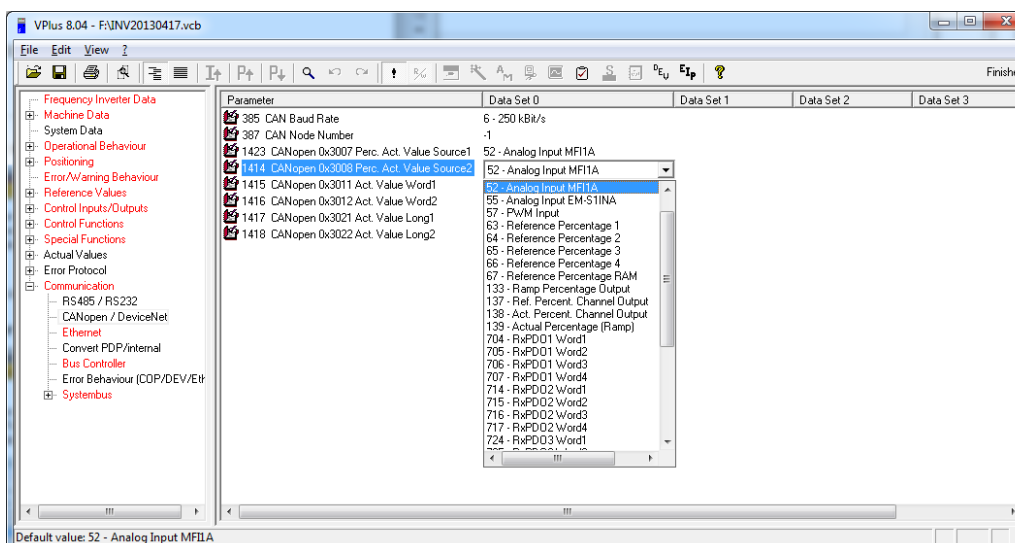 VPlus 8.04 - F:\INV20130417.vcb
File Edit View ?
Finishe
Frequency Inverter Data
Machine Data
System Data
Operational Behaviour
Positioning
Error/Warning Behaviour
Reference Values
Control Inputs/Outputs
Control Functions
Special Functions
Actual Values
Error Protocol
Communication
RS485 / RS232
CANopen / DeviceNet
Ethernet
Convert PDP/internal
Bus Controller
Error Behaviour (COP/DEV/Eth
Systembus
Parameter Data Set 0 Data Set 1 Data Set 2 Data Set 3
385 CAN Baud Rate 6 - 250 kBit/s
387 CAN Node Number -1
1423 CANopen 0x3007 Perc. Act. Value Source1 52 - Analog Input MFI1A
1414 CANopen 0x3008 Perc. Act. Value Source2 52 - Analog Input MFI1A
1415 CANopen 0x3011 Act. Value Word1
1416 CANopen 0x3012 Act. Value Word2
1417 CANopen 0x3021 Act. Value Long1
1418 CANopen 0x3022 Act. Value Long2
52 - Analog Input MFI1A
55 - Analog Input EM-S1INA
57 - PWM Input
63 - Reference Percentage 1
64 - Reference Percentage 2
65 - Reference Percentage 3
66 - Reference Percentage 4
67 - Reference Percentage RAM
133 - Ramp Percentage Output
137 - Ref. Percent. Channel Output
138 - Act. Percent. Channel Output
139 - Actual Percentage (Ramp)
704 - RxPDO1 Word1
705 - RxPDO1 Word2
706 - RxPDO1 Word3
707 - RxPDO1 Word4
714 - RxPDO2 Word1
715 - RxPDO2 Word2
716 - RxPDO2 Word3
717 - RxPDO2 Word4
724 - RxPDO3 Word1
Default value: 52 - Analog Input MFI1A